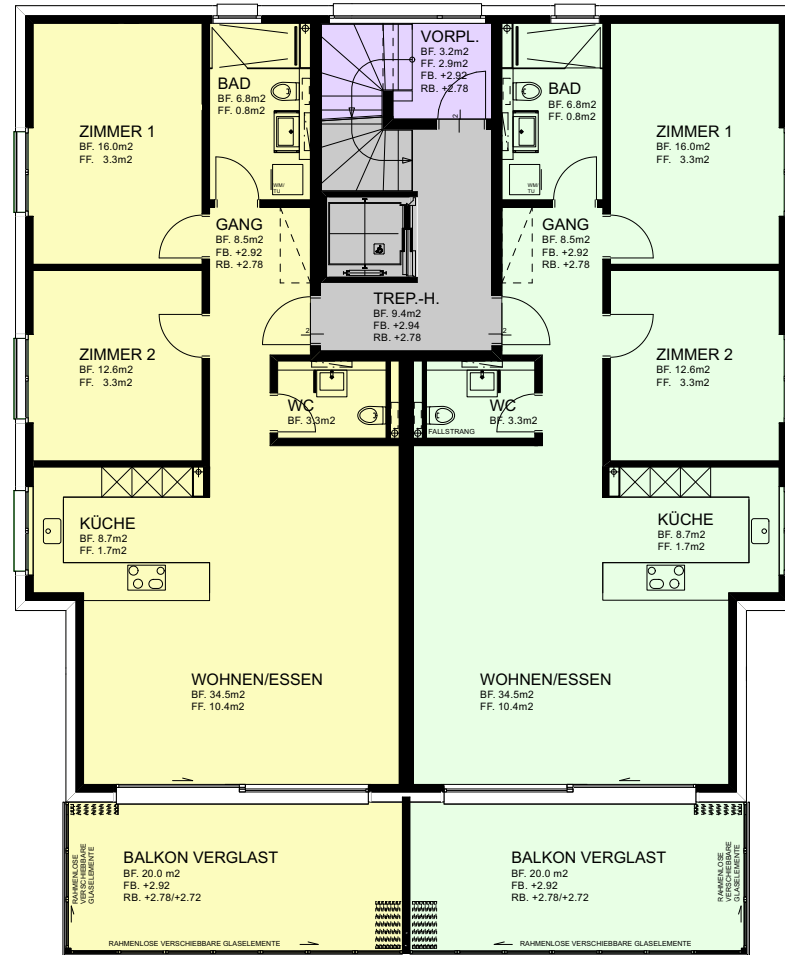 VORPL.
BF. 3.2m2
FF. 2.9m2
FB. +2.92
RB. +2.78
BAD
BF. 6.8m2
FF. 0.8m2
BAD
BF. 6.8m2
FF. 0.8m2
ZIMMER 1
BF. 16.0m2
FF. 3.3m2
ZIMMER 1
BF. 16.0m2
FF. 3.3m2
2
WM/
TU
WM/
TU
GANG
BF. 8.5m2
FB. +2.92
RB. +2.78
GANG
BF. 8.5m2
FB. +2.92
RB. +2.78
TREP.-H.
BF. 9.4m2
FB. +2.94
RB. +2.78
2
2
ZIMMER 2
BF. 12.6m2
FF. 3.3m2
ZIMMER 2
BF. 12.6m2
FF. 3.3m2
WC
BF. 3.3m2
WC
BF. 3.3m2
FALLSTRANG
KÜCHE
BF. 8.7m2
FF. 1.7m2
KÜCHE
BF. 8.7m2
FF. 1.7m2
WOHNEN/ESSEN
BF. 34.5m2
FF. 10.4m2
WOHNEN/ESSEN
BF. 34.5m2
FF. 10.4m2
BALKON VERGLAST
BF. 20.0 m2
FB. +2.92
RB. +2.78/+2.72
BALKON VERGLAST
BF. 20.0 m2
FB. +2.92
RB. +2.78/+2.72
RAHMENLOSE
VERSCHIEBBARE
GLASELEMENTE
RAHMENLOSE
VERSCHIEBBARE
GLASELEMENTE
RAHMENLOSE VERSCHIEBBARE GLASELEMENTE
RAHMENLOSE VERSCHIEBBARE GLASELEMENTE